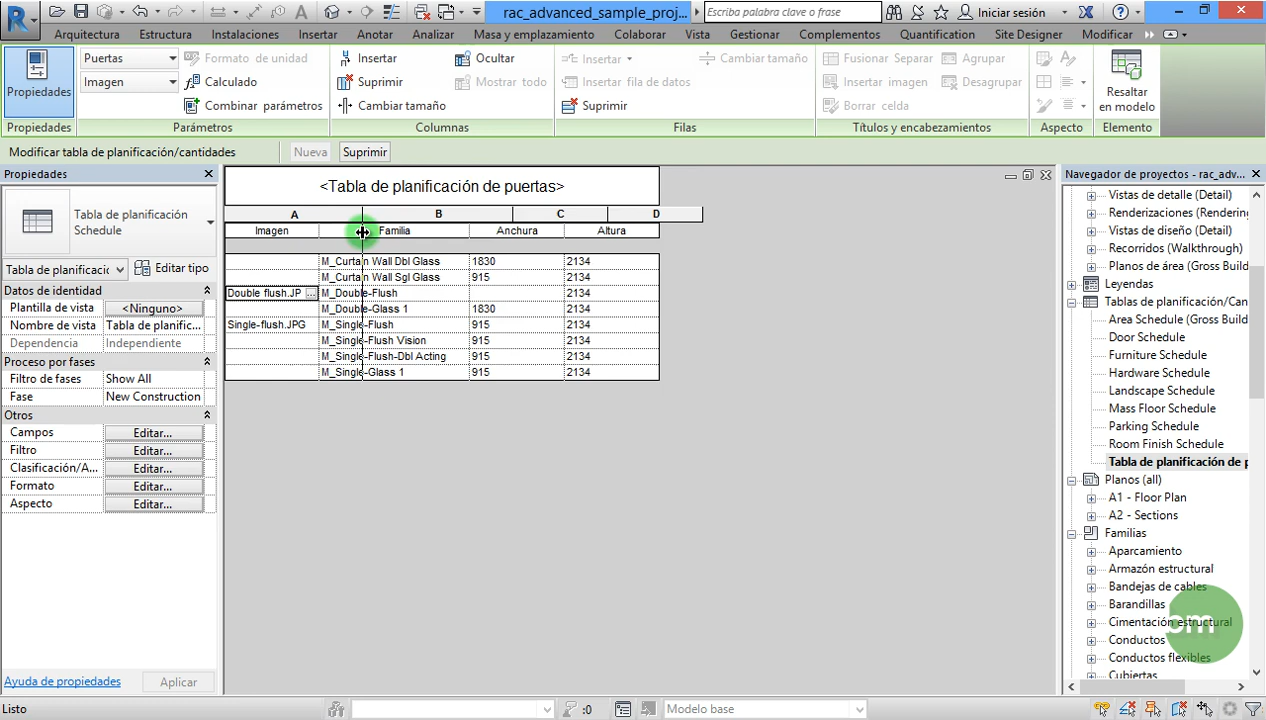 R
rac_advanced_sample_proj...
Escriba palabra clave o frase
Iniciar sesión
Arquitectura Estructura Instalaciones Insertar Anotar Analizar Masa y emplazamiento Colaborar Vista Gestionar Complementos Quantification Site Designer Modificar
Propiedades
Puertas
Imagen
Formato de unidad
Calculado
Combinar parámetros
Insertar
Suprimir
Cambiar tamaño
Ocultar
Mostrar todo
Insertar
Insertar fila de datos
Suprimir
Cambiar tamaño
Fusionar Separar
Insertar imagen
Borrar celda
Agrupar
Desagrupar
Resaltar
en modelo
Propiedades Parámetros Columnas Filas Títulos y encabezamientos Aspecto Elemento
Modificar tabla de planificación/cantidades Nueva Suprimir
Propiedades
Tabla de planificación
Schedule
Tabla de planificació
Editar tipo
Datos de identidad
Plantilla de vista <Ninguno>
Nombre de vista Tabla de planific...
Dependencia Independiente
Proceso por fases
Filtro de fases Show All
Fase New Construction
Otros
Campos Editar...
Filtro Editar...
Clasificación/A... Editar...
Formato Editar...
Aspecto Editar...
Ayuda de propiedades Aplicar
<Tabla de planificación de puertas>
A B C D
Imagen Familia Anchura Altura
M_Curtain Wall Dbl Glass 1830 2134
M_Curtain Wall Sgl Glass 915 2134
Double flush.JP ... M_Double-Flush 2134
M_Double-Glass 1 1830 2134
Single-flush.JPG M_Single-Flush 915 2134
M_Single-Flush Vision 915 2134
M_Single-Flush-Dbl Acting 915 2134
M_Single-Glass 1 915 2134
Navegador de proyectos - rac_adv...
Vistas de detalle (Detail)
Renderizaciones (Rendering
Vistas de diseño (Detail)
Recorridos (Walkthrough)
Planos de área (Gross Build
Leyendas
Tablas de planificación/Can
Area Schedule (Gross Build
Door Schedule
Furniture Schedule
Hardware Schedule
Landscape Schedule
Mass Floor Schedule
Parking Schedule
Room Finish Schedule
Tabla de planificación de p
Planos (all)
A1 - Floor Plan
A2 - Sections
Familias
Aparcamiento
Armazón estructural
Bandejas de cables
Barandillas
Cimentación estructural
Conductos
Conductos flexibles
Cubiertas
om
Listo
:0
Modelo base